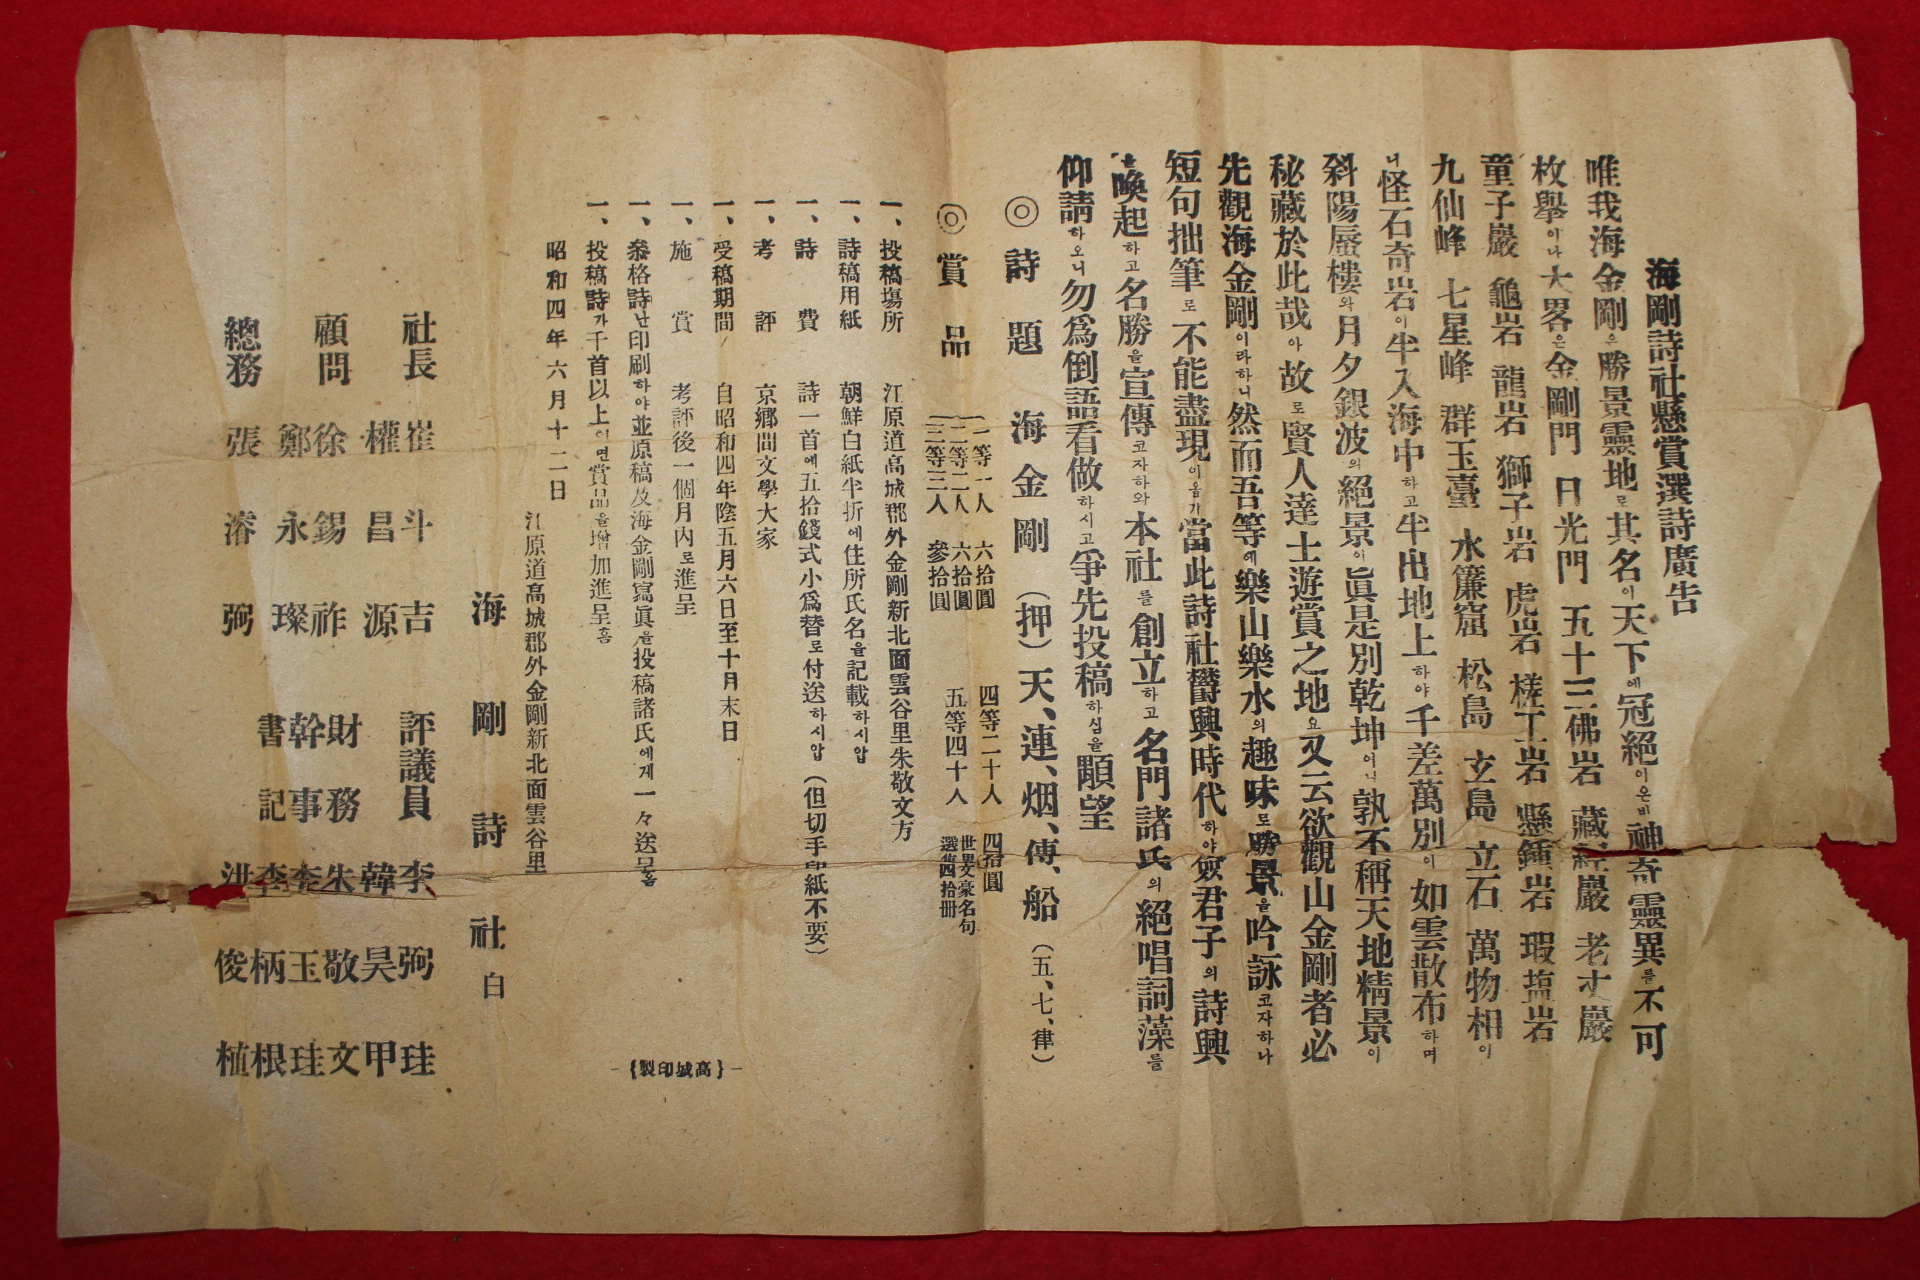 海剛詩社懸賞選詩廣告
唯我海金剛으勝景靈地로其名이天下에冠絕이온비神奇靈異를不可
枚擧이나大畧은金剛門 日光門 五十三佛岩 藏經巖 老丈巖
童子巖 龜岩 龍岩 獅子岩 虎岩 槎工岩 懸鍾岩 瑕塩岩
九仙峰 七星峰 群玉臺 水簾窟 松島 玄島 立石 萬物相이
니怪石奇岩이半入海中하고半出地上하야千差萬別이如雲散布하며
斜陽蜃樓와月夕銀波의絕景이眞是別乾坤이니孰不稱天地精景이
秘藏於此哉아故로賢人達士遊賞之地요又云欲觀山金剛者必
先觀海金剛이라하니然而吾等에樂山樂水의趣味로勝景을吟詠코자하나
短句拙筆로不能盡現이옵기當此詩社欝興時代하야僉君子의詩興
을喚起하고名勝을宣傳코자하와本社를創立하고名門諸氏의絕唱詞藻를
仰請하오니勿爲倒語看做하시고爭先投稿하심을顒望
◎詩題 海金剛 (押)天、連、烟、傳、船 (五、七、律)
◎賞品
一等一人 六拾圓 四等二十人 四拾圓
二等二人 六拾圓 五等四十人 世界文豪名句
三等三人 參拾圓 選集四拾冊
一、投稿塲所 江原道高城郡外金剛新北面雲谷里朱敬文方
一、詩稿用紙 朝鮮白紙半折에住所氏名을記載하시압
一、詩費 詩一首에五拾錢式小爲替로付送하시압 (但切手印紙不要)
一、考評 京鄕間文學大家
一、受稿期間 自昭和四年陰五月六日至十月末日
一、施賞 考評後一個月內로進呈
一、叅格詩난印刷하야並原稿及海金剛寫眞을投稿諸氏에게一々送呈홈
一、投稿詩가千首以上이면賞品을增加進呈홈
昭和四年六月十二日
江原道高城郡外金剛新北面雲谷里
海剛詩社白
社長 崔斗吉
權昌源
顧問 徐錫祚
鄭永璨
總務 張濬弼
評議員 李弼珪
韓昊甲
財務 朱敬文
幹事 李玉珪
書記 李柄根
洪俊植
-{高城印製}-